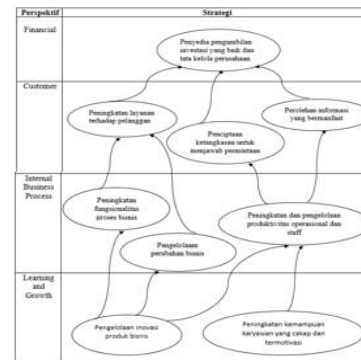 Perspektif
Strategi
Financial
Penyedia pengambilan
investasi yang baik dan
tata kelola perusahaan
Customer
Peningkatan layanan
terhadap pelanggan
Perolehan informasi
yang bermanfaat
Penciptaan
ketangkasan untuk
menjawab permintaan
Internal
Business
Process
Peningkatan
fungsionalitas
proses bisnis
Peningkatan dan pengelolaan
produktivitas operasional dan
staff
Pengelolaan
perubahan bisnis
Learning
and
Growth
Pengelolaan inovasi
produk bisnis
Peningkatan kemampuan
karyawan yang cakap dan
termotivasi